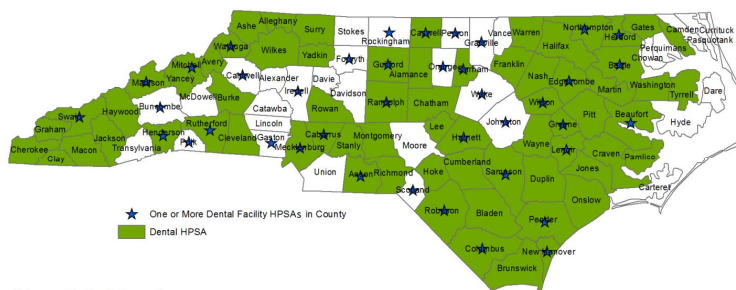 Ashe
Alleghany
Surry
Stokes
Rockingham
Caswell
Person
Granville
Vance
Warren
Northampton
Hertford
Gates
Camden
Currituck
Pasquotank
Perquimans
Chowan
Watauga
Wilkes
Yadkin
Forsyth
Guilford
Alamance
Orange
Durham
Franklin
Halifax
Bertie
Mitchell
Avery
Yancey
Madison
Caldwell
Alexander
Iredell
Davie
Davidson
Randolph
Chatham
Wake
Nash
Edgecombe
Martin
Washington
Tyrrell
Dare
Swain
Haywood
Buncombe
McDowell
Burke
Catawba
Rowan
Wilson
Pitt
Beaufort
Hyde
Graham
Jackson
Henderson
Rutherford
Cleveland
Lincoln
Gaston
Cabarrus
Montgomery
Lee
Harnett
Johnston
Greene
Cherokee
Clay
Macon
Transylvania
Polk
Mecklenburg
Stanly
Moore
Wayne
Lenoir
Craven
Pamlico
Union
Anson
Richmond
Hoke
Cumberland
Sampson
Duplin
Jones
Carteret
Scotland
Robeson
Bladen
Pender
Onslow
Columbus
New Hanover
Brunswick
One or More Dental Facility HPSAs in County
Dental HPSA